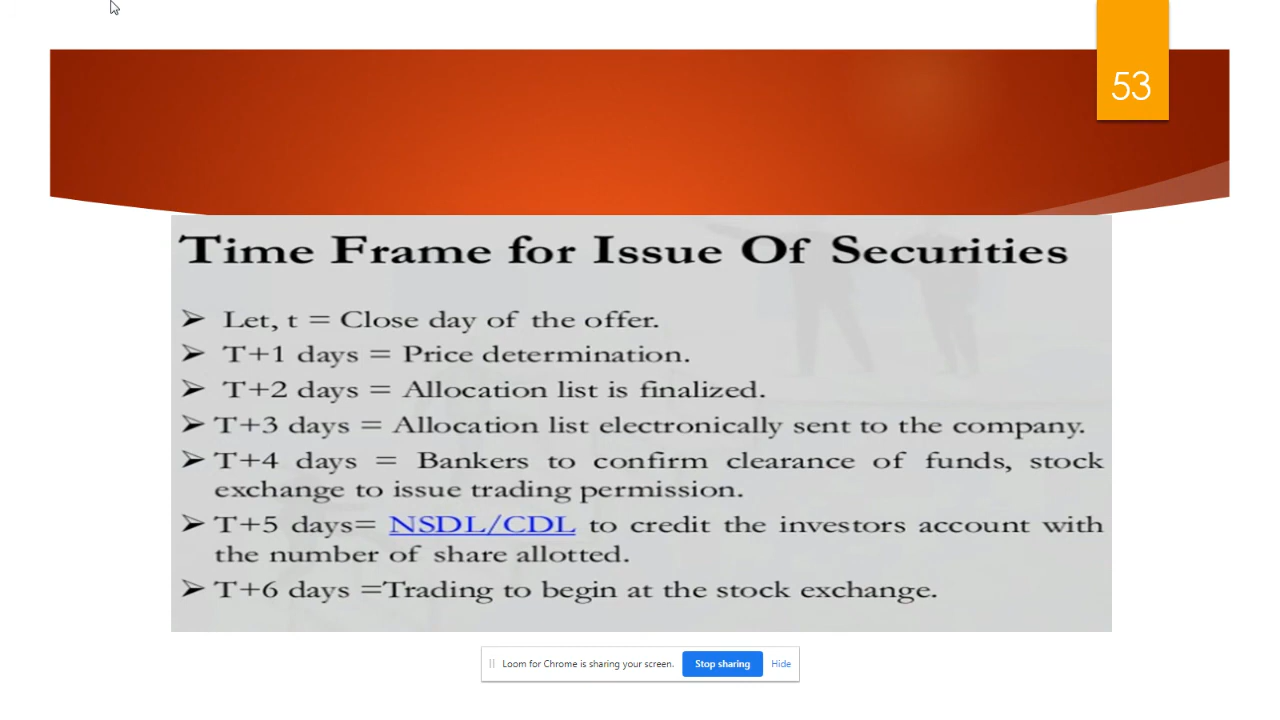 53
Time Frame for Issue Of Securities
➢ Let, t = Close day of the offer.
➢ T+1 days = Price determination.
➢ T+2 days = Allocation list is finalized.
➢ T+3 days = Allocation list electronically sent to the company.
➢ T+4 days = Bankers to confirm clearance of funds, stock
exchange to issue trading permission.
➢ T+5 days= NSDL/CDL to credit the investors account with
the number of share allotted.
➢ T+6 days =Trading to begin at the stock exchange.
Loom for Chrome is sharing your screen. Stop sharing Hide